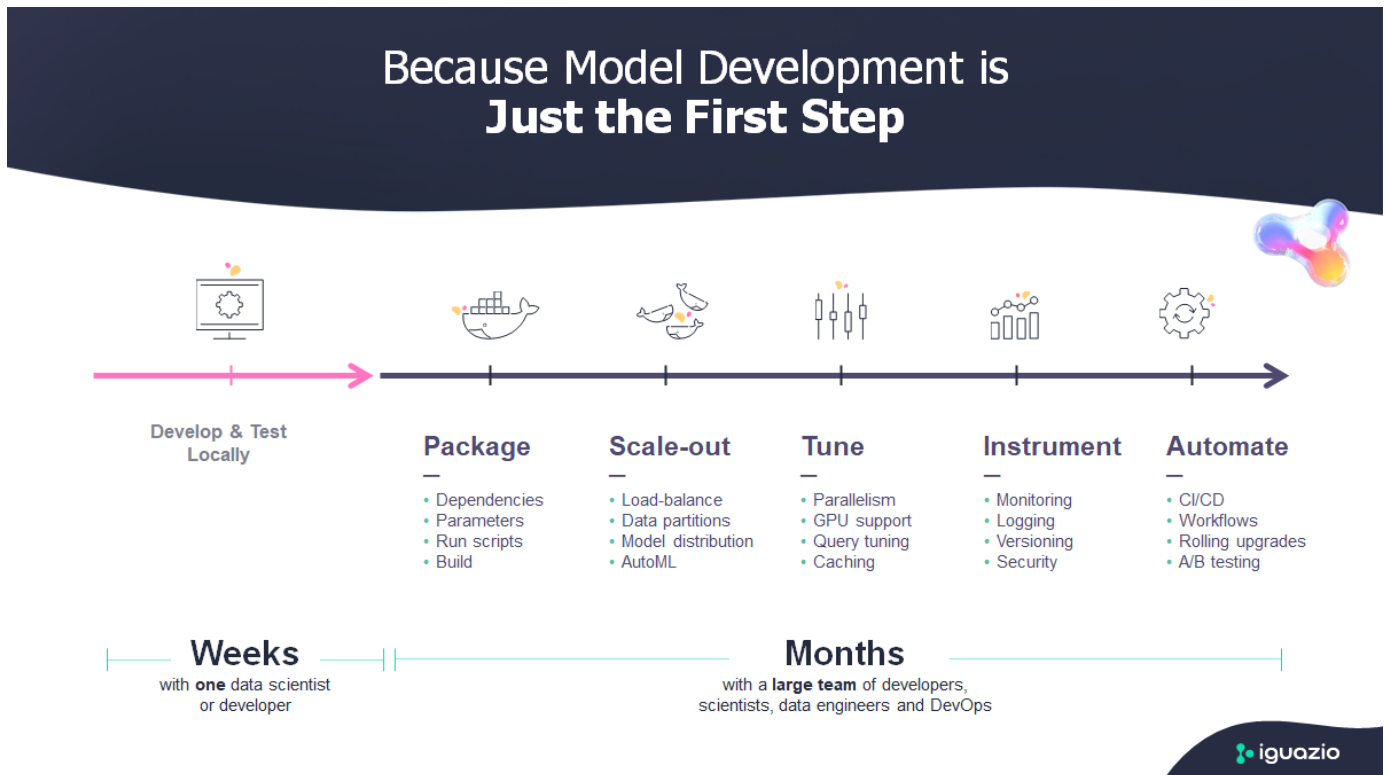 Because Model Development is
Just the First Step
Develop & Test
Locally
Package
• Dependencies
• Parameters
• Run scripts
• Build
Scale-out
• Load-balance
• Data partitions
• Model distribution
• AutoML
Tune
• Parallelism
• GPU support
• Query tuning
• Caching
Instrument
• Monitoring
• Logging
• Versioning
• Security
Automate
• CI/CD
• Workflows
• Rolling upgrades
• A/B testing
Weeks
with one data scientist
or developer
Months
with a large team of developers,
scientists, data engineers and DevOps
iguazio